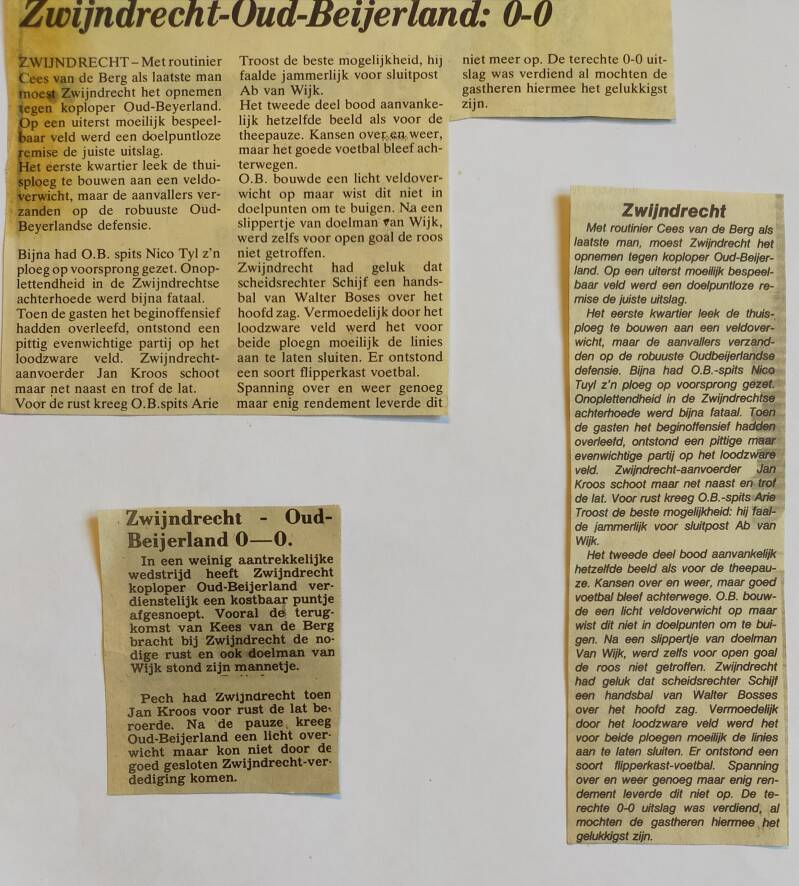 Zwijndrecht-Oud-Beijerland: 0-0
ZWIJNDRECHT – Met routinier
Cees van de Berg als laatste man
moest Zwijndrecht het opnemen
tegen koploper Oud-Beyerland.
Op een uiterst moeilijk bespeel-
baar veld werd een doelpuntloze
remise de juiste uitslag.
Het eerste kwartier leek de thui-
sploeg te bouwen aan een veldo-
verwicht, maar de aanvallers ver-
zanden op de robuuste Oud-
Beyerlandse defensie.
Bijna had O.B. spits Nico Tyl z'n
ploeg op voorsprong gezet. Onop-
lettendheid in de Zwijndrechtse
achterhoede werd bijna fataal.
Toen de gasten het beginoffensief
hadden overleefd, ontstond een
pittig evenwichtige partij op het
loodzware veld. Zwijndrecht-
aanvoerder Jan Kroos schoot
maar net naast en trof de lat.
Voor de rust kreeg O.B.spits Arie
Troost de beste mogelijkheid, hij
faalde jammerlijk voor sluitpost
Ab van Wijk.
Het tweede deel bood aanvanke-
lijk hetzelfde beeld als voor de
theepauze. Kansen over en weer,
maar het goede voetbal bleef ach-
terwegen.
O.B. bouwde een licht veldover-
wicht op maar wist dit niet in
doelpunten om te buigen. Na een
slippertje van doelman van Wijk,
werd zelfs voor open goal de roos
niet getroffen.
Zwijndrecht had geluk dat
scheidsrechter Schijf een hands-
bal van Walter Boses over het
hoofd zag. Vermoedelijk door het
loodzware veld werd het voor
beide ploegn moeilijk de linies
aan te laten sluiten. Er ontstond
een soort flipperkast voetbal.
Spanning over en weer genoeg
maar enig rendement leverde dit
niet meer op. De terechte 0-0 uit-
slag was verdiend al mochten de
gastheren hiermee het gelukkigst
zijn.
Zwijndrecht
Met routinier Cees van de Berg als
laatste man, moest Zwijndrecht het
opnemen tegen koploper Oud-Beijer-
land. Op een uiterst moeilijk bespeel-
baar veld werd een doelpuntloze re-
mise de juiste uitslag.
Het eerste kwartier leek de thuis-
ploeg te bouwen aan een veldover-
wicht, maar de aanvallers verzand-
den op de robuuste Oudbeijerlandse
defensie. Bijna had O.B.-spits Nico
Tuyl z'n ploeg op voorsprong gezet.
Onoplettendheid in de Zwijndrechtse
achterhoede werd bijna fataal. Toen
de gasten het beginoffensief hadden
overleefd, ontstond een pittige maar
evenwichtige partij op het loodzware
veld. Zwijndrecht-aanvoerder Jan
Kroos schoot maar net naast en trof
de lat. Voor rust kreeg O.B.-spits Arie
Troost de beste mogelijkheid: hij faal-
de jammerlijk voor sluitpost Ab van
Wijk.
Het tweede deel bood aanvankelijk
hetzelfde beeld als voor de theepau-
ze. Kansen over en weer, maar goed
voetbal bleef achterwege. O.B. bouw-
de een licht veldoverwicht op maar
wist dit niet in doelpunten om te bui-
gen. Na een slippertje van doelman
Van Wijk, werd zelfs voor open goal
de roos niet getroffen. Zwijndrecht
had geluk dat scheidsrechter Schijf
een handsbal van Walter Bosses
over het hoofd zag. Vermoedelijk
door het loodzware veld werd het
voor beide ploegen moeilijk de linies
aan te laten sluiten. Er ontstond een
soort flipperkast-voetbal. Spanning
over en weer genoeg maar enig ren-
dement leverde dit niet op. De te-
rechte 0-0 uitslag was verdiend, al
mochten de gastheren hiermee het
gelukkigst zijn.
Zwijndrecht - Oud-
Beijerland 0—0.
In een weinig aantrekkelijke
wedstrijd heeft Zwijndrecht
koploper Oud-Beijerland ver-
dienstelijk een kostbaar puntje
afgesnoept. Vooral de terug-
komst van Kees van de Berg
bracht bij Zwijndrecht de no-
dige rust en ook doelman van
Wijk stond zijn mannetje.
Pech had Zwijndrecht toen
Jan Kroos voor rust de lat be-
roerde. Na de pauze kreeg
Oud-Beijerland een licht over-
wicht maar kon niet door de
goed gesloten Zwijndrecht-ver-
dediging komen.